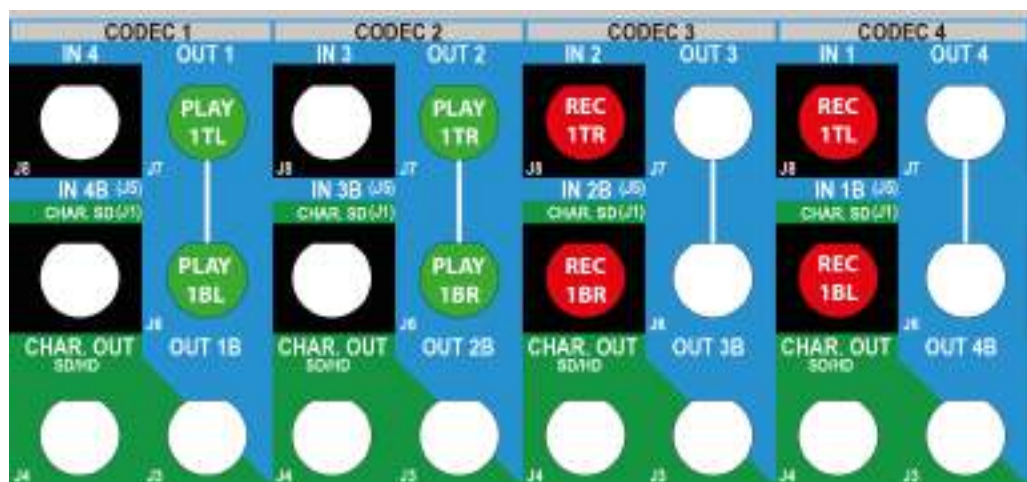 CODEC 1 CODEC 2 CODEC 3 CODEC 4
IN 4 OUT 1 IN 3 OUT 2 IN 2 OUT 3 IN 1 OUT 4
PLAY PLAY REC REC
1TL 1TR 1TR 1TL
J8 J7 J8 J7 J8 J7 J8 J7
IN 4B (J5) IN 3B (J5) IN 2B (J5) IN 1B (J5)
CHAR. SD (J1) CHAR. SD (J1) CHAR. SD (J1) CHAR. SD (J1)
PLAY PLAY REC REC
1BL 1BR 1BR 1BL
J6 J6 J6 J6
CHAR. OUT OUT 1B CHAR. OUT OUT 2B CHAR. OUT OUT 3B CHAR. OUT OUT 4B
SD/HD SD/HD SD/HD SD/HD
J4 J3 J4 J3 J4 J3 J4 J3